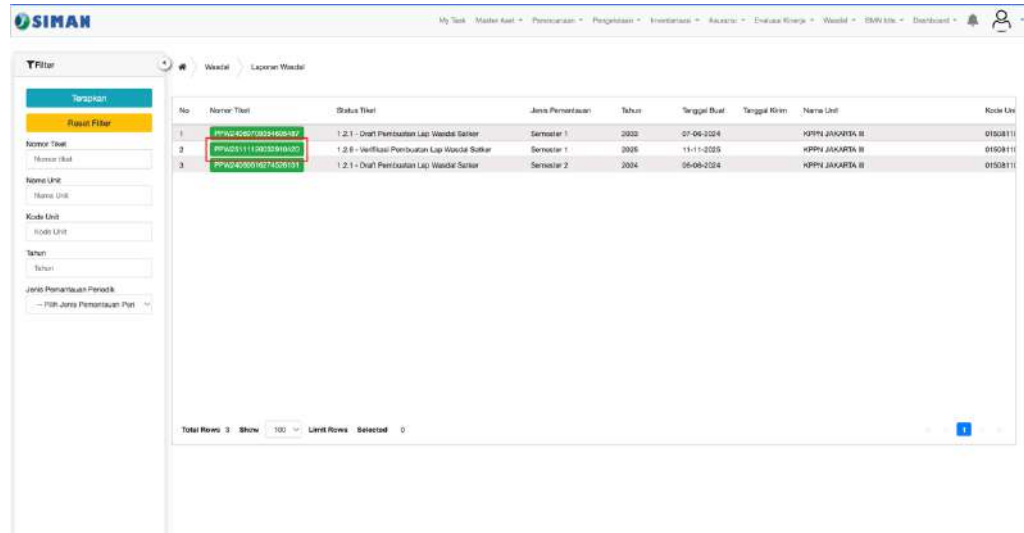 SIMAN
My Task Master Aset Perencanaan Pengelolaan Inventarisasi Asuransi Evaluasi Kinerja Wasdal BMN Idle Dashboard
Filter
Wasdal Laporan Wasdal
Terapkan
Reset Filter
Nomor Tiket
Nomor tiket
Nama Unit
Nama Unit
Kode Unit
Kode Unit
Tahun
Tahun
Jenis Pemantauan Periodik
-- Pilih Jenis Pemantauan Peri
No Nomor Tiket Status Tiket Jenis Pemantauan Tahun Tanggal Buat Tanggal Kirim Nama Unit Kode Uni
1 1.2.1 - Draft Pembuatan Lap Wasdal Satker Semester 1 07-06-2024 KPPN JAKARTA III
2 Verifikasi Pembuatan Lap Wasdal Satker Semester 1 2025 11-11-2025 KPPN JAKARTA III
3 1.2.1 - Draft Pembuatan Lap Wasdal Satker Semester 2 2024 KPPN JAKARTA III
Total Rows 3 Show 100 Limit Rows Selected 0
1